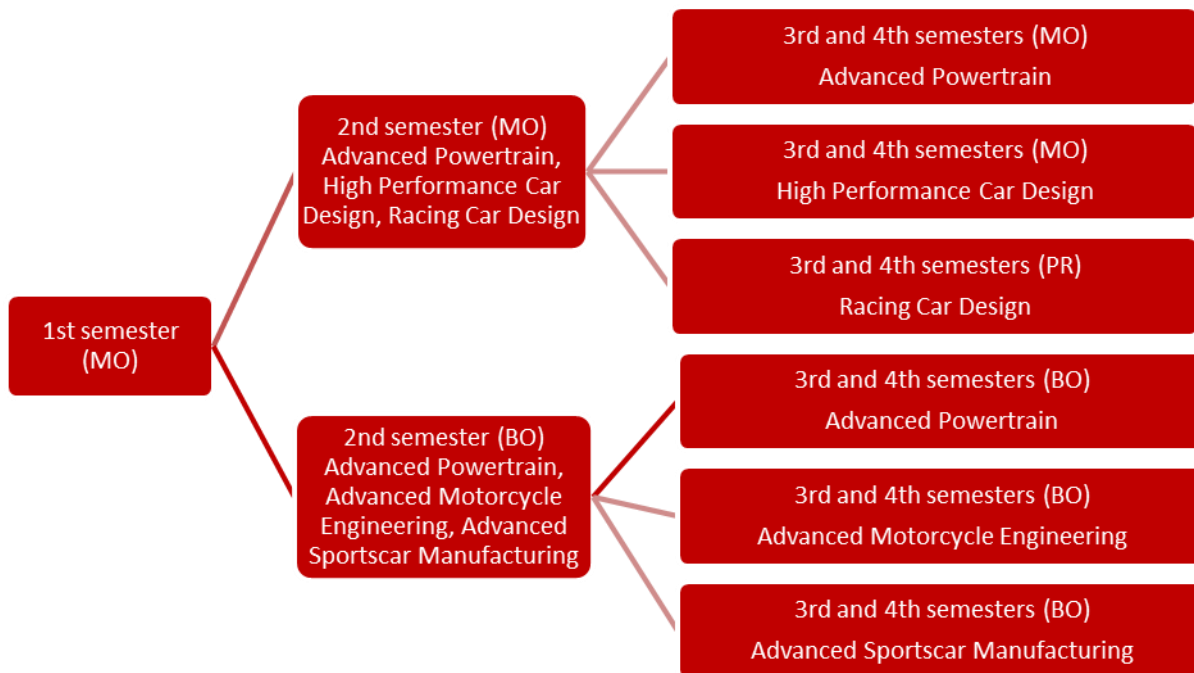 1st semester
(MO)
2nd semester (MO)
Advanced Powertrain,
High Performance Car
Design, Racing Car Design
2nd semester (BO)
Advanced Powertrain,
Advanced Motorcycle
Engineering, Advanced
Sportscar Manufacturing
3rd and 4th semesters (MO)
Advanced Powertrain
3rd and 4th semesters (MO)
High Performance Car Design
3rd and 4th semesters (PR)
Racing Car Design
3rd and 4th semesters (BO)
Advanced Powertrain
3rd and 4th semesters (BO)
Advanced Motorcycle Engineering
3rd and 4th semesters (BO)
Advanced Sportscar Manufacturing